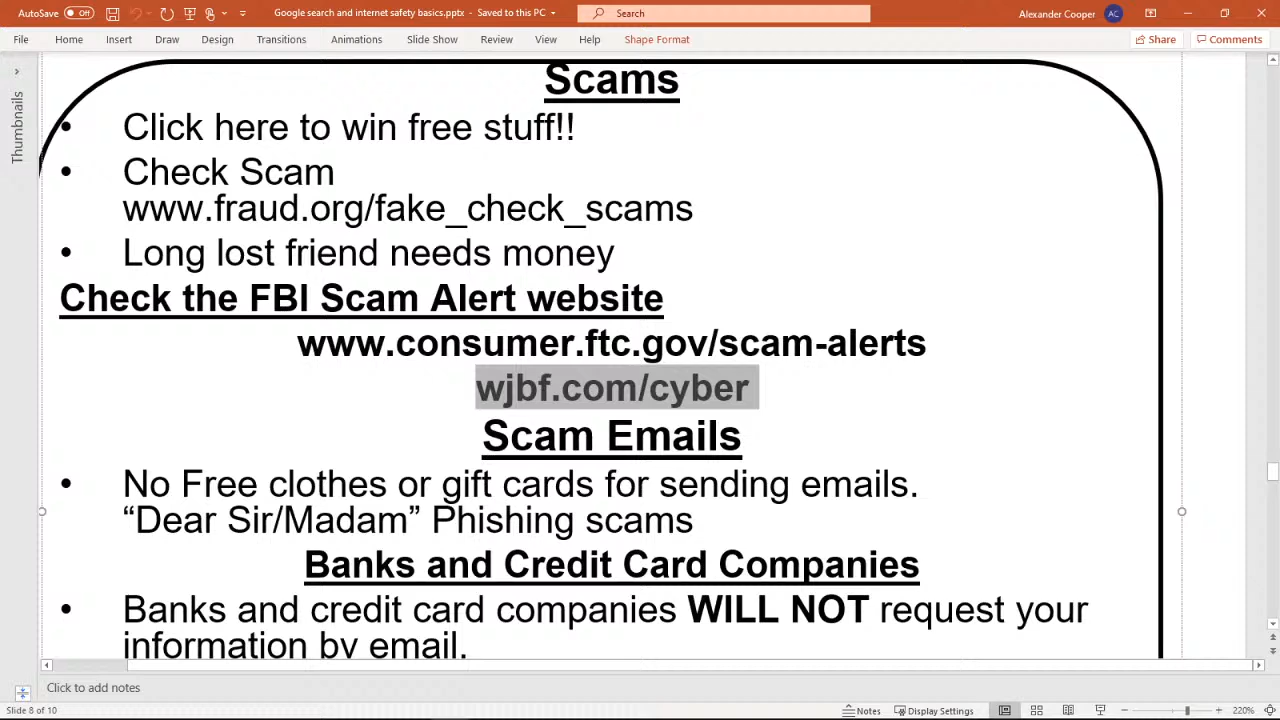 AutoSave Off Google search and internet safety basics.pptx - Saved to this PC Search Alexander Cooper AC
File Home Insert Draw Design Transitions Animations Slide Show Review View Help Shape Format Share Comments
Thumbnails
Scams
• Click here to win free stuff!!
• Check Scam
www.fraud.org/fake_check_scams
• Long lost friend needs money
Check the FBI Scam Alert website
www.consumer.ftc.gov/scam-alerts
wjbf.com/cyber
Scam Emails
• No Free clothes or gift cards for sending emails.
“Dear Sir/Madam” Phishing scams
Banks and Credit Card Companies
• Banks and credit card companies WILL NOT request your
information by email.
Click to add notes
Slide 8 of 10 Notes Display Settings 220%